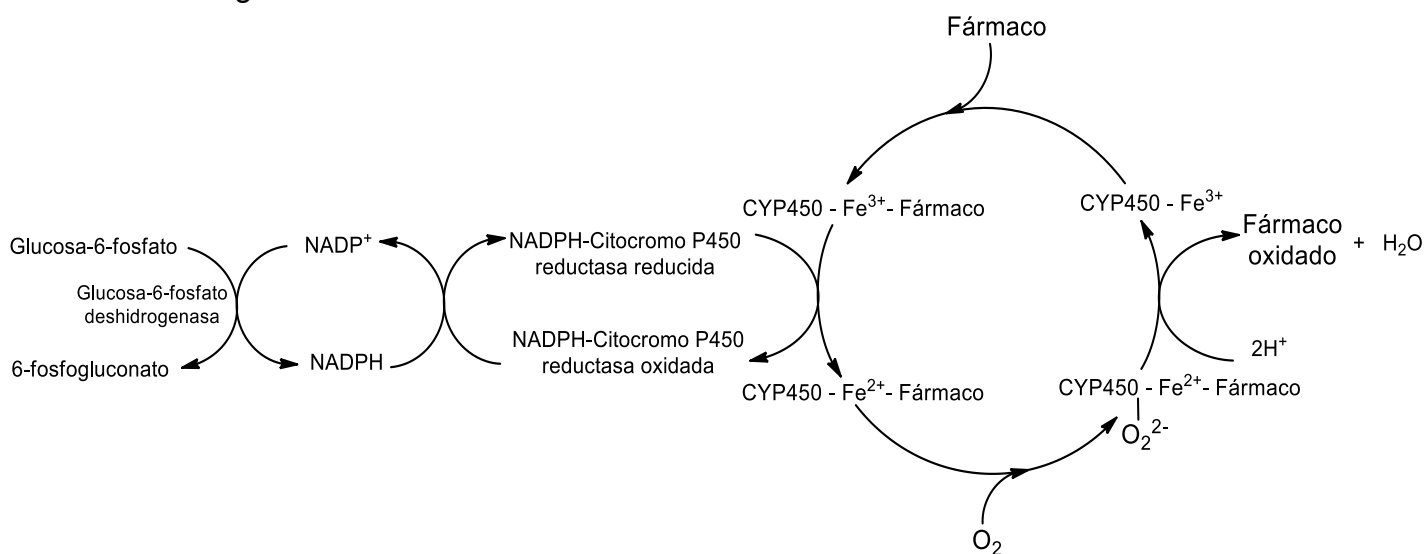 Fármaco
CYP450 - Fe³⁺- Fármaco
CYP450 - Fe³⁺
Glucosa-6-fosfato
NADP⁺
NADPH-Citocromo P450
reductasa reducida
Fármaco
oxidado + H₂O
Glucosa-6-fosfato
deshidrogenasa
NADPH-Citocromo P450
reductasa oxidada
2H⁺
6-fosfogluconato
NADPH
CYP450 - Fe²⁺- Fármaco
CYP450 - Fe²⁺- Fármaco
O₂²⁻
O₂